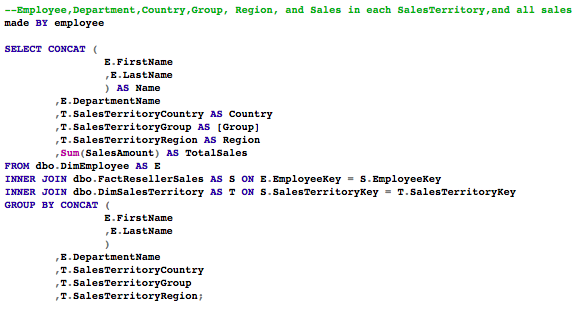 --Employee,Department,Country,Group, Region, and Sales in each SalesTerritory,and all sales
made BY employee
SELECT CONCAT (
E.FirstName
,E.LastName
) AS Name
,E.DepartmentName
,T.SalesTerritoryCountry AS Country
,T.SalesTerritoryGroup AS [Group]
,T.SalesTerritoryRegion AS Region
,Sum(SalesAmount) AS TotalSales
FROM dbo.DimEmployee AS E
INNER JOIN dbo.FactResellerSales AS S ON E.EmployeeKey = S.EmployeeKey
INNER JOIN dbo.DimSalesTerritory AS T ON S.SalesTerritoryKey = T.SalesTerritoryKey
GROUP BY CONCAT (
E.FirstName
,E.LastName
)
,E.DepartmentName
,T.SalesTerritoryCountry
,T.SalesTerritoryGroup
,T.SalesTerritoryRegion;